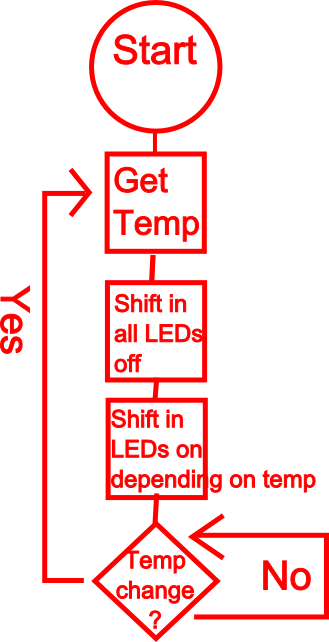 Start
Get
Temp
Shift in
all LEDs
off
Shift in
LEDs on
depending on temp
Yes
Temp
change
?
No